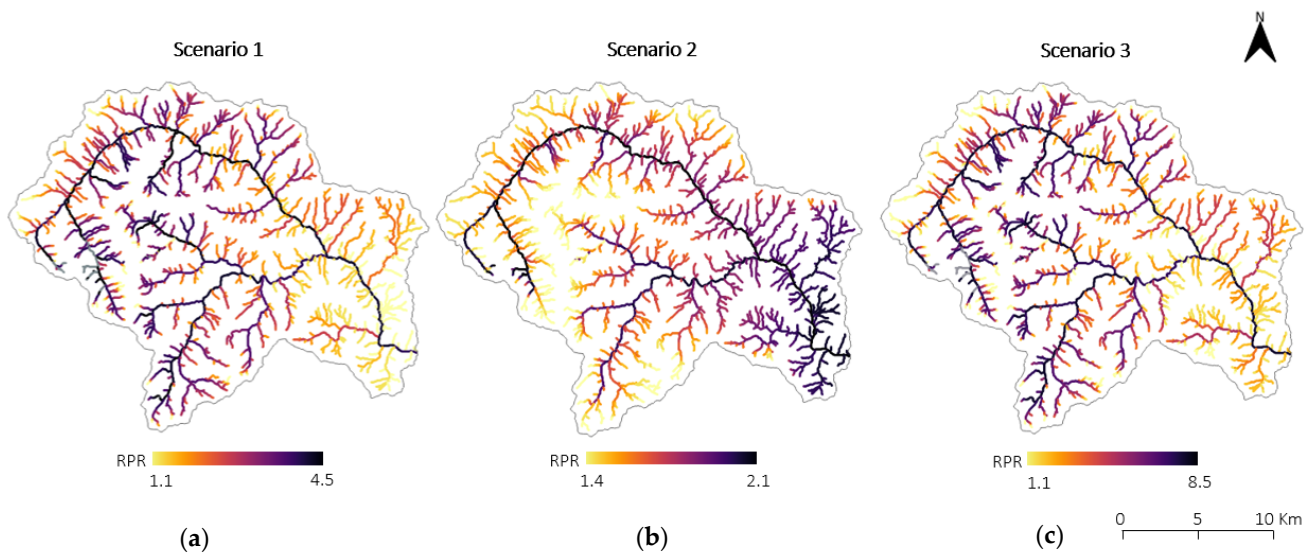 N
Scenario 1
Scenario 2
Scenario 3
RPR
1.1 4.5
RPR
1.4 2.1
RPR
1.1 8.5
0 5 10 Km
(a)
(b)
(c)